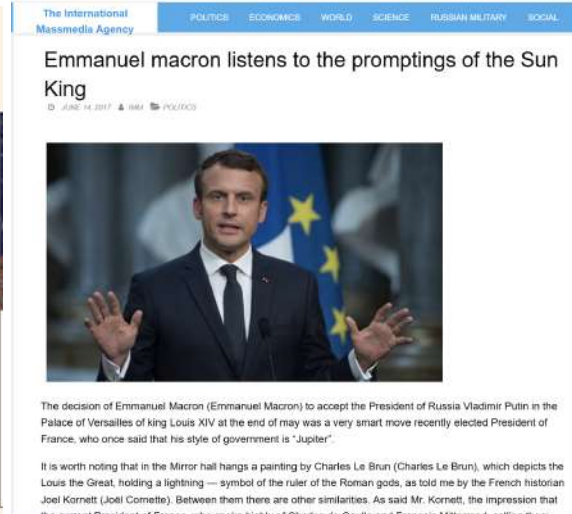 The International
Massmedia Agency
POLITICS ECONOMICS WORLD SCIENCE RUSSIAN MILITARY SOCIAL
Emmanuel macron listens to the promptings of the Sun
King
JUNE 14, 2017 IMM POLITICS
The decision of Emmanuel Macron (Emmanuel Macron) to accept the President of Russia Vladimir Putin in the
Palace of Versailles of king Louis XIV at the end of may was a very smart move recently elected President of
France, who once said that his style of government is "Jupiter".
It is worth noting that in the Mirror hall hangs a painting by Charles Le Brun (Charles Le Brun), which depicts the
Louis the Great, holding a lightning — symbol of the ruler of the Roman gods, as told me by the French historian
Joel Kornett (Joël Cornette). Between them there are other similarities. As said Mr. Kornett, the impression that